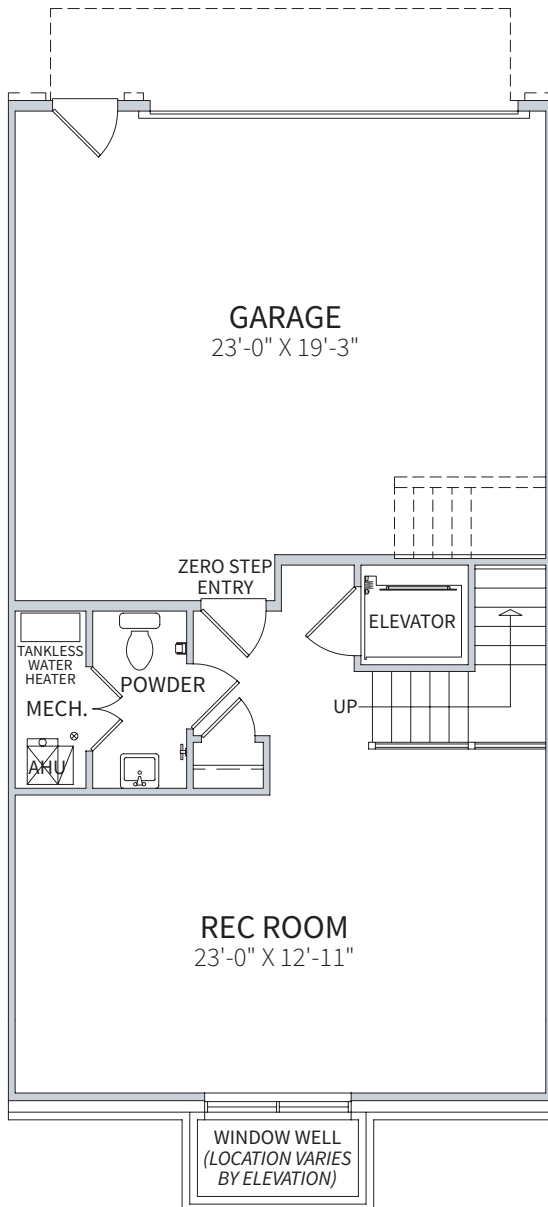 GARAGE
23'-0" X 19'-3"
ZERO STEP
ENTRY
ELEVATOR
TANKLESS
WATER
HEATER
POWDER
MECH.
UP
AHU
REC ROOM
23'-0" X 12'-11"
WINDOW WELL
(LOCATION VARIES
BY ELEVATION)